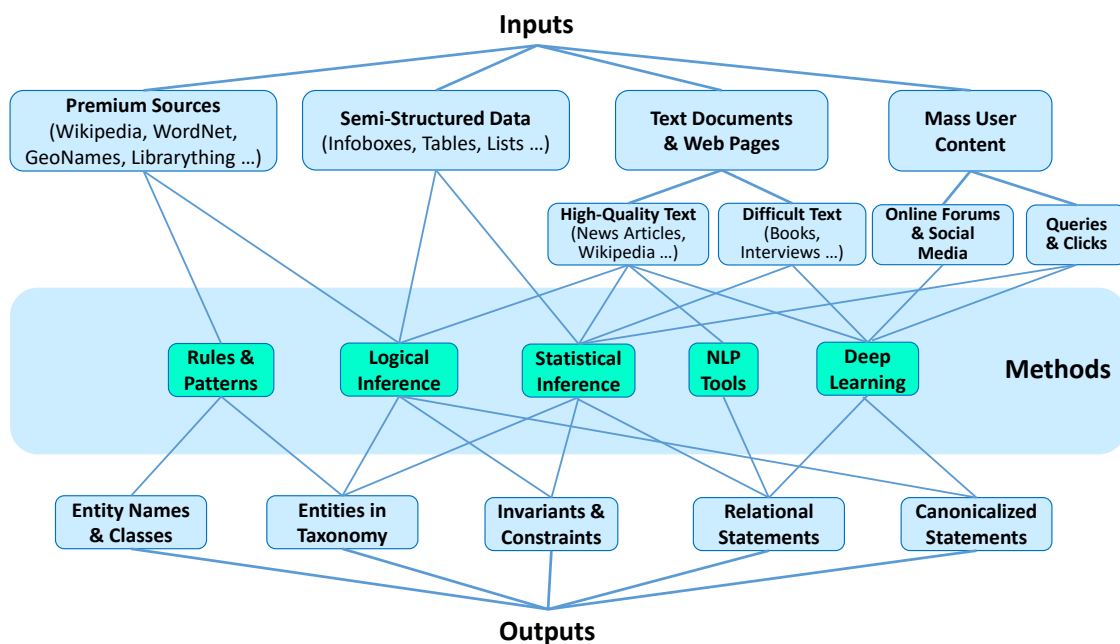 Inputs
Premium Sources
(Wikipedia, WordNet,
GeoNames, Librarything ...)
Semi-Structured Data
(Infoboxes, Tables, Lists ...)
Text Documents
& Web Pages
Mass User
Content
High-Quality Text
(News Articles,
Wikipedia ...)
Difficult Text
(Books,
Interviews ...)
Online Forums
& Social
Media
Queries
& Clicks
Rules &
Patterns
Logical
Inference
Statistical
Inference
NLP
Tools
Deep
Learning
Methods
Entity Names
& Classes
Entities in
Taxonomy
Invariants &
Constraints
Relational
Statements
Canonicalized
Statements
Outputs